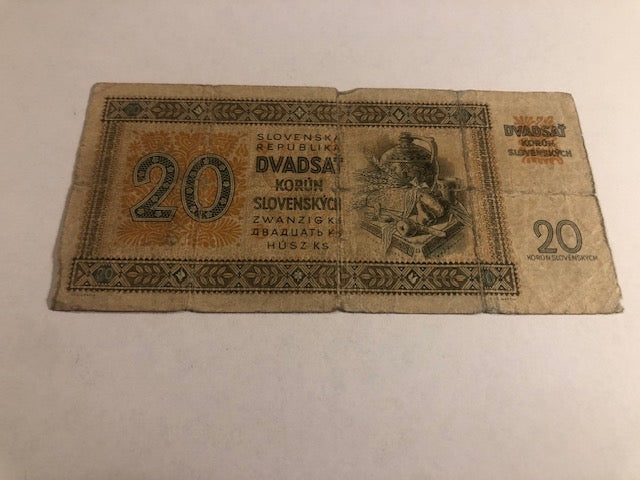 20
SLOVENSKÁ
REPUBLIKA
DVADSAŤ
KORÚN
SLOVENSKÝCH
ZWANZIG KS
ДВАДЦАТЬ KS
HÚSZ KS
DVADSAŤ
KORÚN
SLOVENSKÝCH
20
KORÚN SLOVENSKÝCH